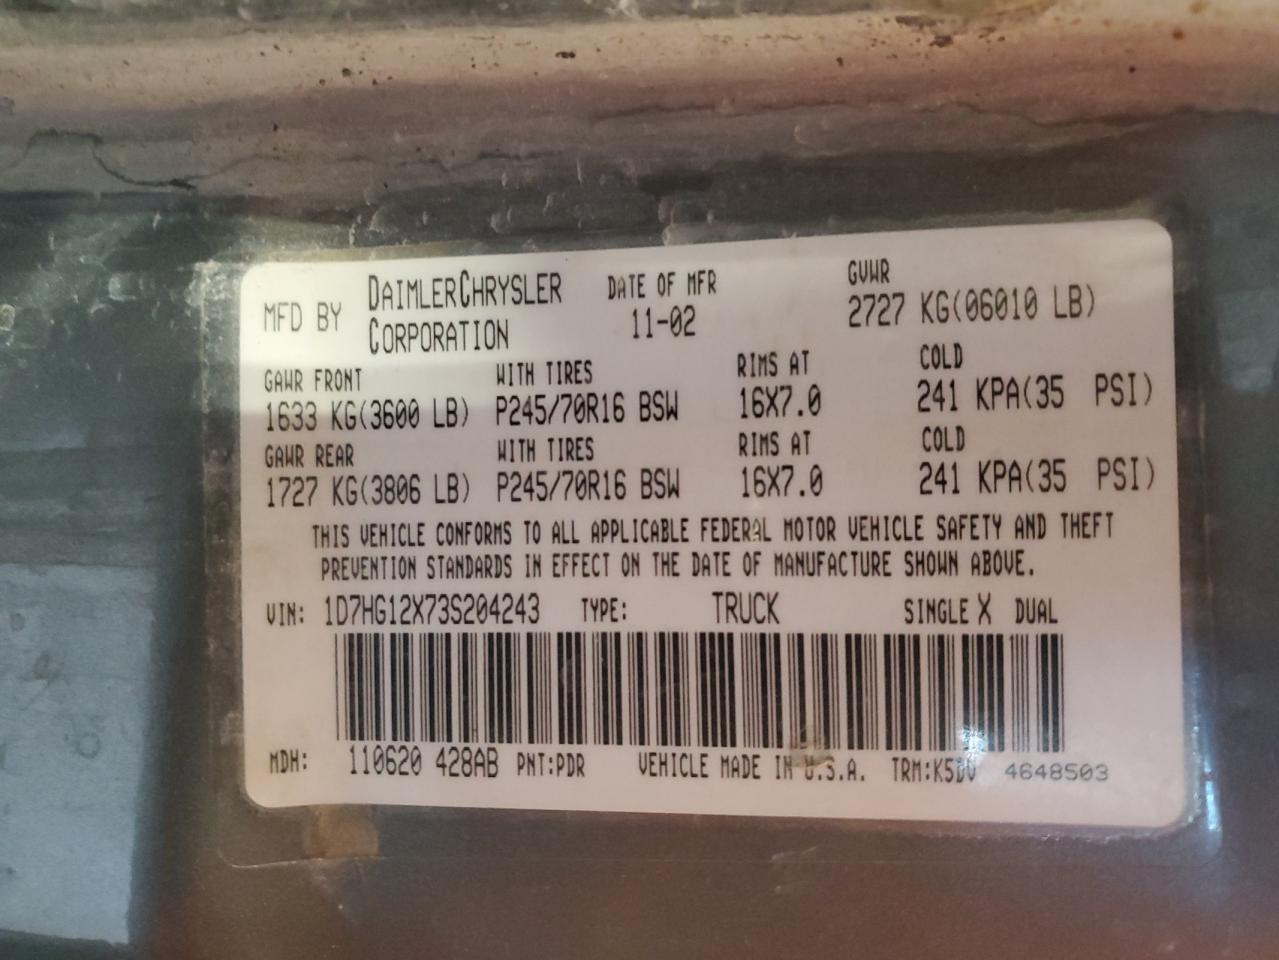 MFD BY DAIMLERCHRYSLER CORPORATION DATE OF MFR 11-02 GVWR 2727 KG(06010 LB)
GAWR FRONT WITH TIRES RIMS AT COLD
1633 KG(3600 LB) P245/70R16 BSW 16X7.0 241 KPA(35 PSI)
GAWR REAR WITH TIRES RIMS AT COLD
1727 KG(3806 LB) P245/70R16 BSW 16X7.0 241 KPA(35 PSI)
THIS VEHICLE CONFORMS TO ALL APPLICABLE FEDERAL MOTOR VEHICLE SAFETY AND THEFT
PREVENTION STANDARDS IN EFFECT ON THE DATE OF MANUFACTURE SHOWN ABOVE.
VIN: 1D7HG12X73S204243 TYPE: TRUCK SINGLE X DUAL
MDH: 110620 428AB PNT:PDR VEHICLE MADE IN U.S.A. TRM:K5DV 4648503